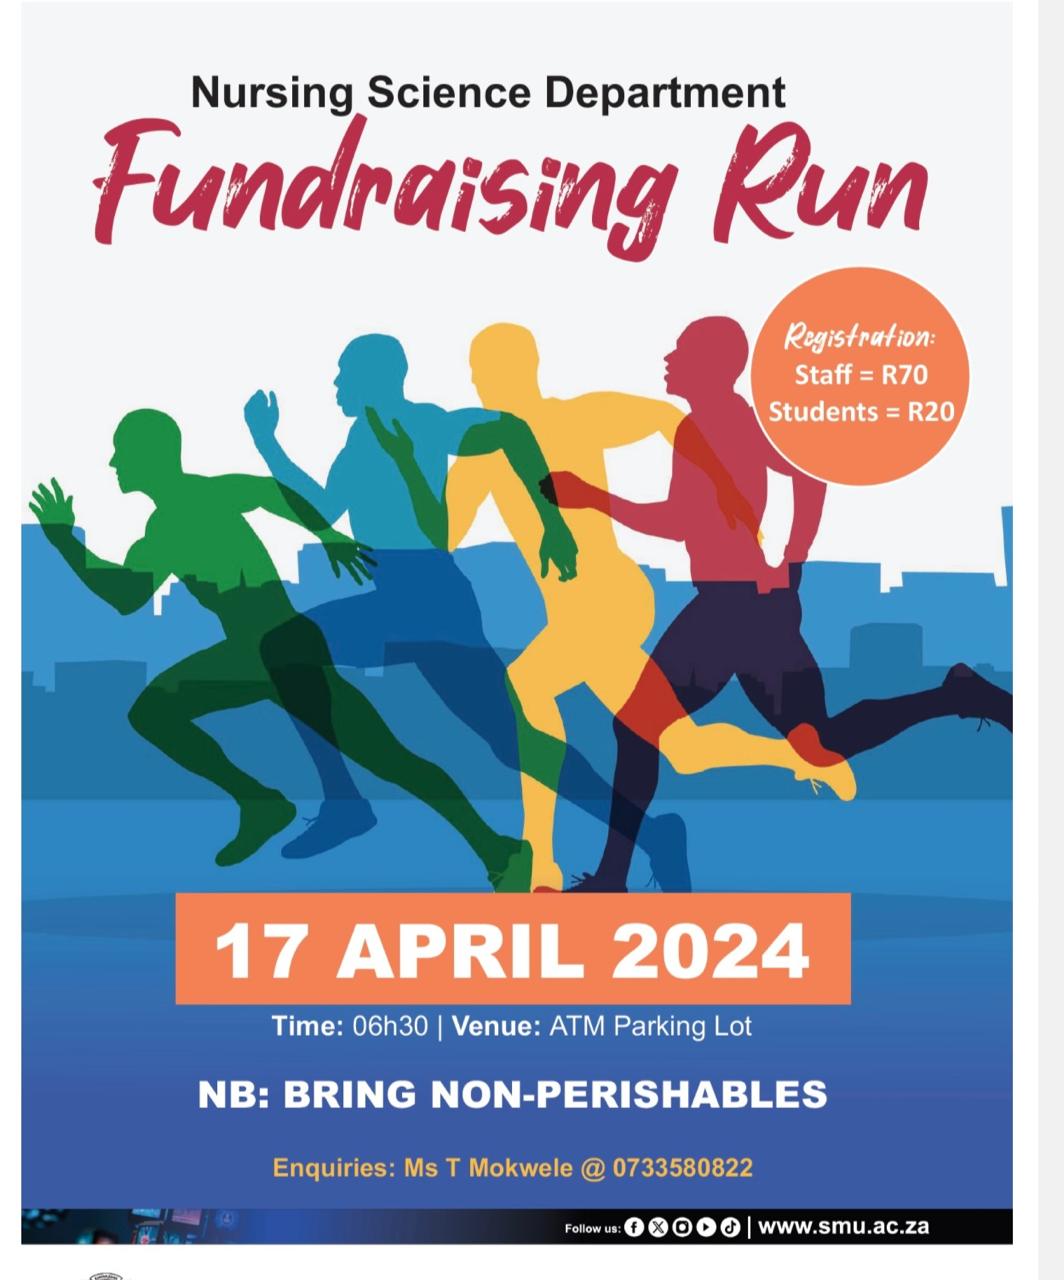 Nursing Science Department
Fundraising Run
Registration:
Staff = R70
Students = R20
17 APRIL 2024
Time: 06h30 | Venue: ATM Parking Lot
NB: BRING NON-PERISHABLES
Enquiries: Ms T Mokwele @ 0733580822
Follow us: | www.smu.ac.za